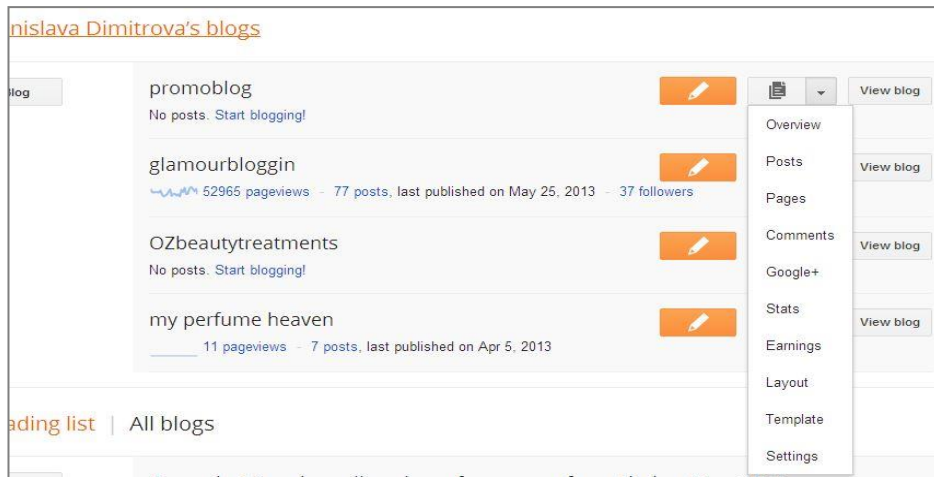 nislava Dimitrova's blogs
promoblog
View blog
No posts. Start blogging!
Overview
glamourbloggin
Posts
View blog
52965 pageviews - 77 posts, last published on May 25, 2013 - 37 followers
Pages
OZbeautytreatments
Comments
View blog
No posts. Start blogging!
Google+
my perfume heaven
Stats
View blog
11 pageviews - 7 posts, last published on Apr 5, 2013
Earnings
Layout
ading list | All blogs
Template
Settings